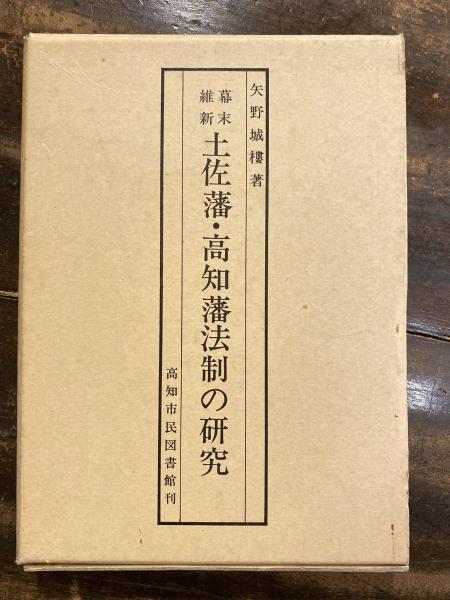 矢野城楼著
幕末
維新
土佐藩・高知藩法制の研究
高知市民図書館刊